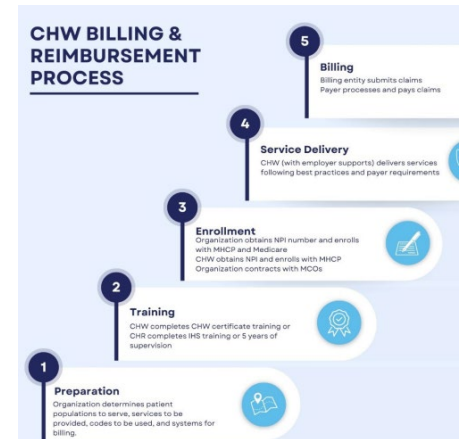 CHW BILLING &
REIMBURSEMENT
PROCESS
5
Billing
Billing entity submits claims
Payer processes and pays claims
4
Service Delivery
CHW (with employer supports) delivers services
following best practices and payer requirements
3
Enrollment
Organization obtains NPI number and enrolls
with MHCP and Medicare
CHW obtains NPI and enrolls with MHCP
Organization contracts with MCOs
2
Training
CHW completes CHW certificate training or
CHR completes IHS training or 5 years of
supervision
1
Preparation
Organization determines patient
populations to serve, services to be
provided, codes to be used, and systems for
billing.